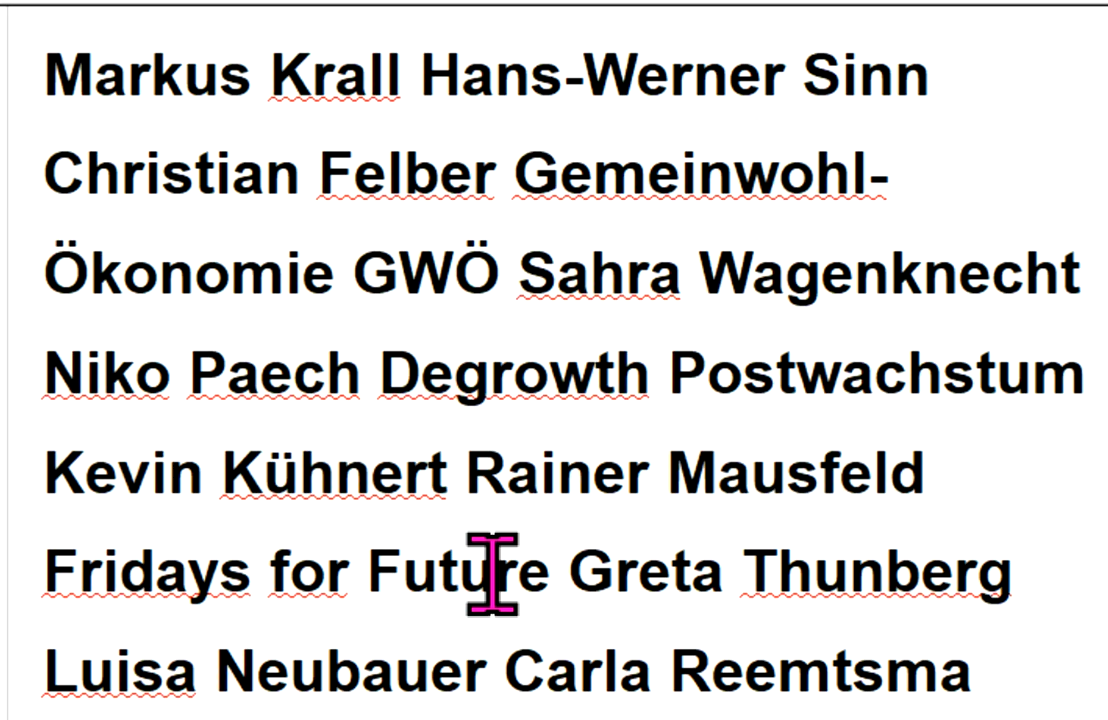 Markus Krall Hans-Werner Sinn
Christian Felber Gemeinwohl-
Ökonomie GWÖ Sahra Wagenknecht
Niko Paech Degrowth Postwachstum
Kevin Kühnert Rainer Mausfeld
Fridays for Future Greta Thunberg
Luisa Neubauer Carla Reemtsma